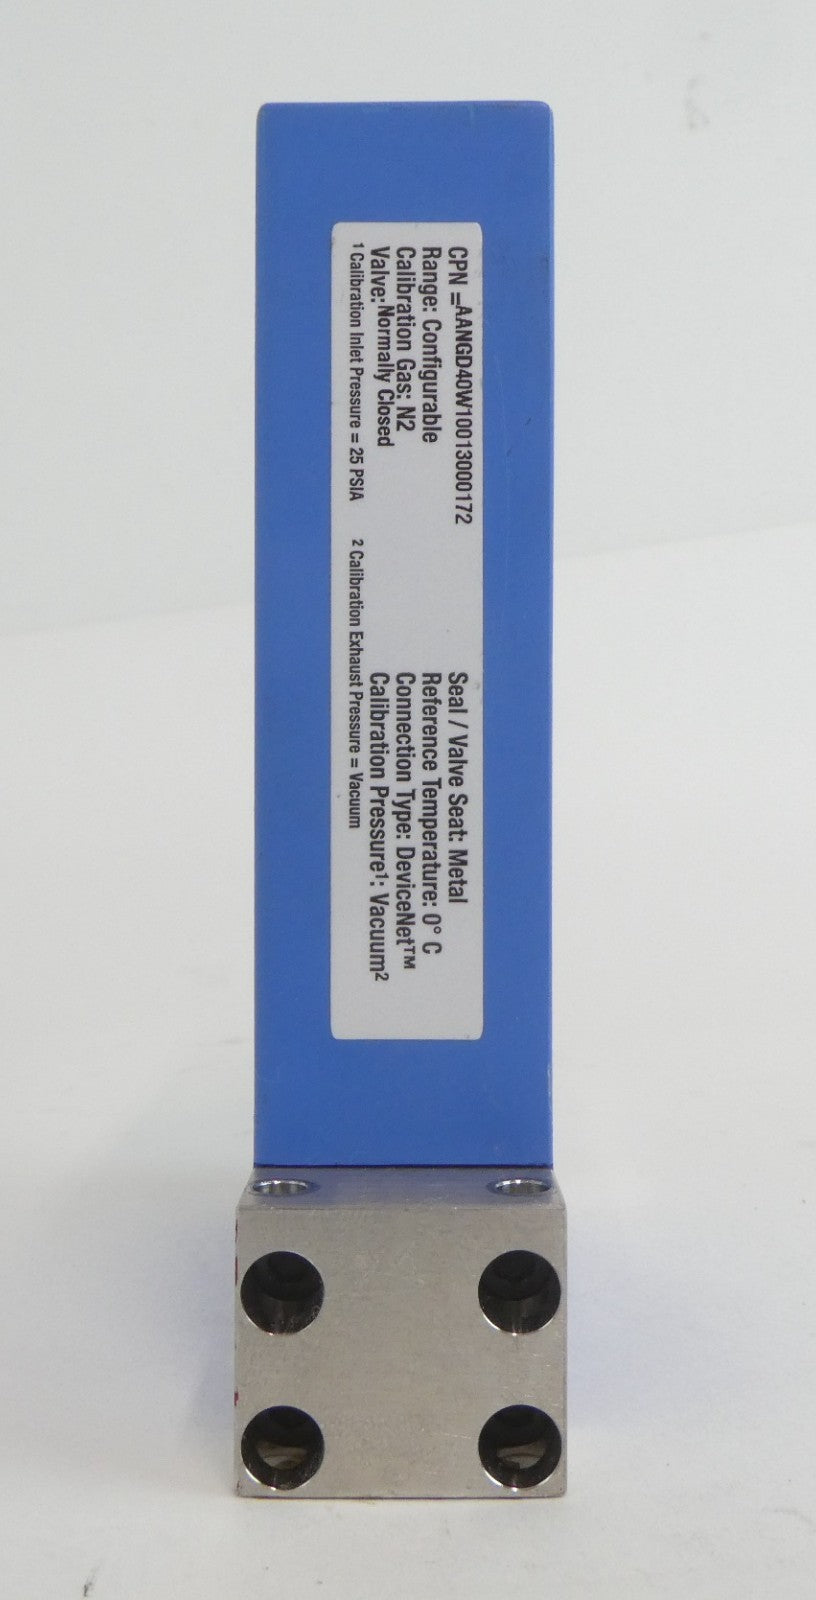 CPN =AANGD40W10013000172
Range: Configurable
Calibration Gas: N2
Valve: Normally Closed
Seal / Valve Seat: Metal
Reference Temperature: 0° C
Connection Type: DeviceNet™
Calibration Pressure¹: Vacuum²
¹ Calibration Inlet Pressure = 25 PSIA ² Calibration Exhaust Pressure = Vacuum